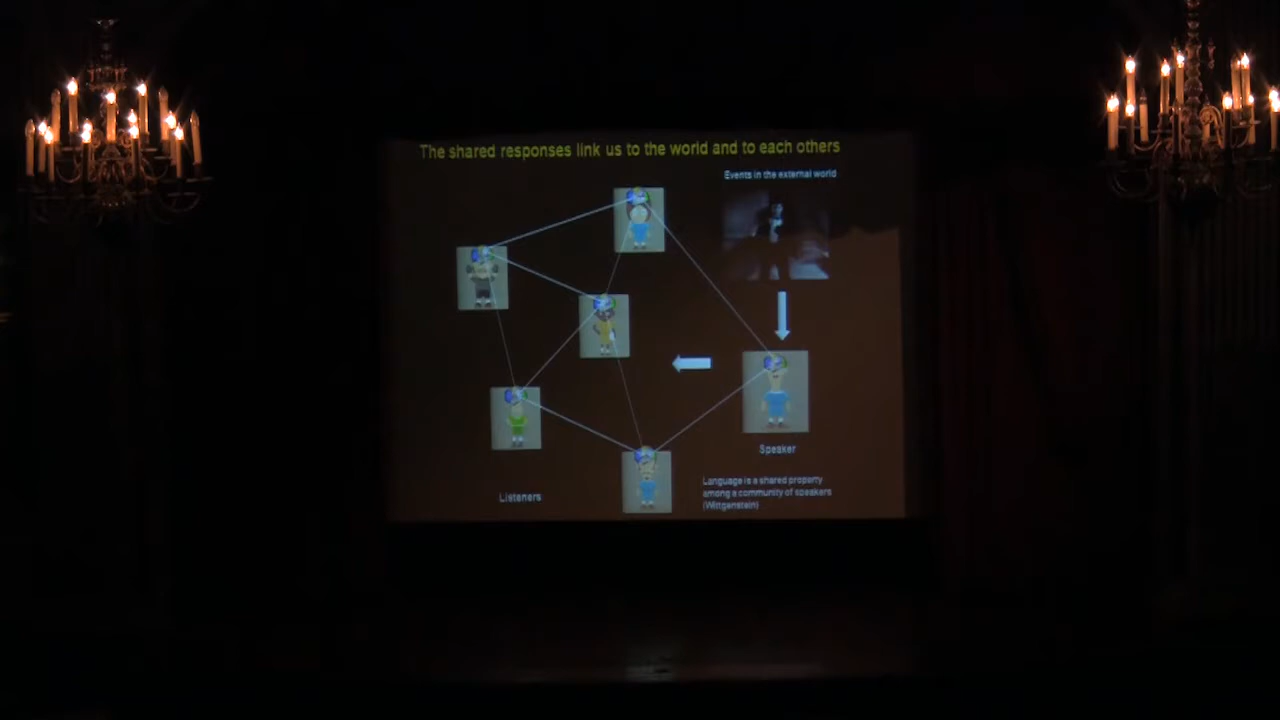 The shared responses link us to the world and to each others
Events in the external world
Speaker
Listeners
Language is a shared property
among a community of speakers
(Wittgenstein)